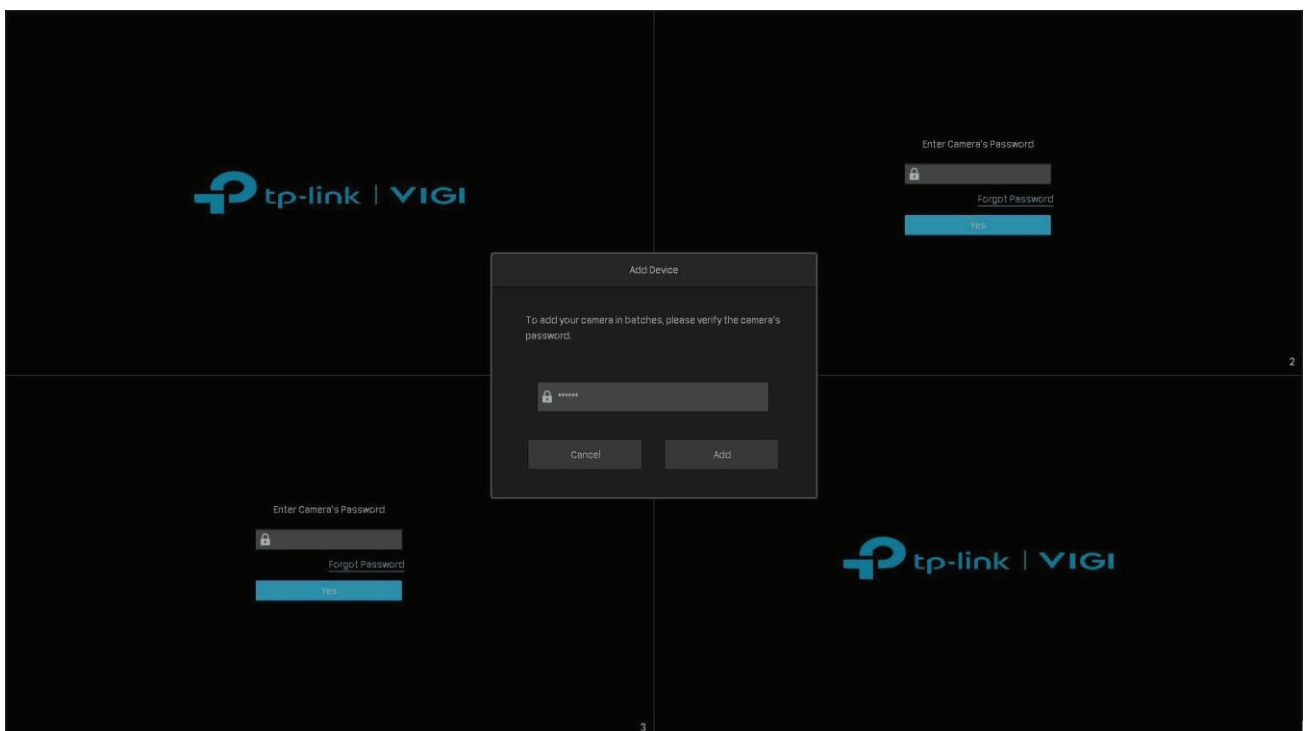 tp-link | VIGI
Enter Camera's Password
Forgot Password
Yes
2
Add Device
To add your camera in batches, please verify the camera's
password.
******
Cancel
Add
Enter Camera's Password
Forgot Password
Yes
3
tp-link | VIGI